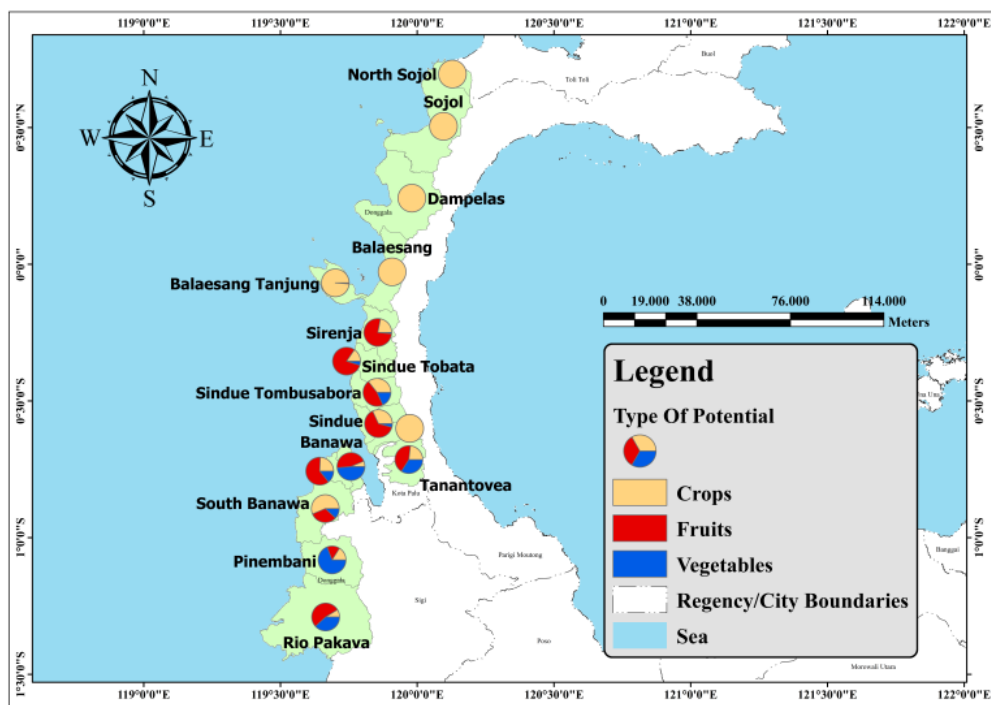 119°0'0"E 119°30'0"E 120°0'0"E 120°30'0"E 121°0'0"E 121°30'0"E 122°0'0"E
N
W E
S
Buol
Toli Toli
North Sojol
Sojol
0°30'0"N 0°30'0"N
Dampelas
Donggala
Balaesang
0°0'0" 0°0'0"
Balaesang Tanjung
0 19.000 38.000 76.000 114.000
Meters
Sirenja
Sindue Tobata
Sindue Tombusabora
0°30'0"S 0°30'0"S
Sindue
Banawa
Tanantovea
Kota Palu
South Banawa
1°0'0"S 1°0'0"S
Pinembani
Donggala
Parigi Moutong
Banggai
Sigi
Poso
Rio Pakava
Morowali Utara
1°30'0"S
Legend
Type Of Potential
Crops
Fruits
Vegetables
Regency/City Boundaries
Sea
119°0'0"E 119°30'0"E 120°0'0"E 120°30'0"E 121°0'0"E 121°30'0"E 122°0'0"E